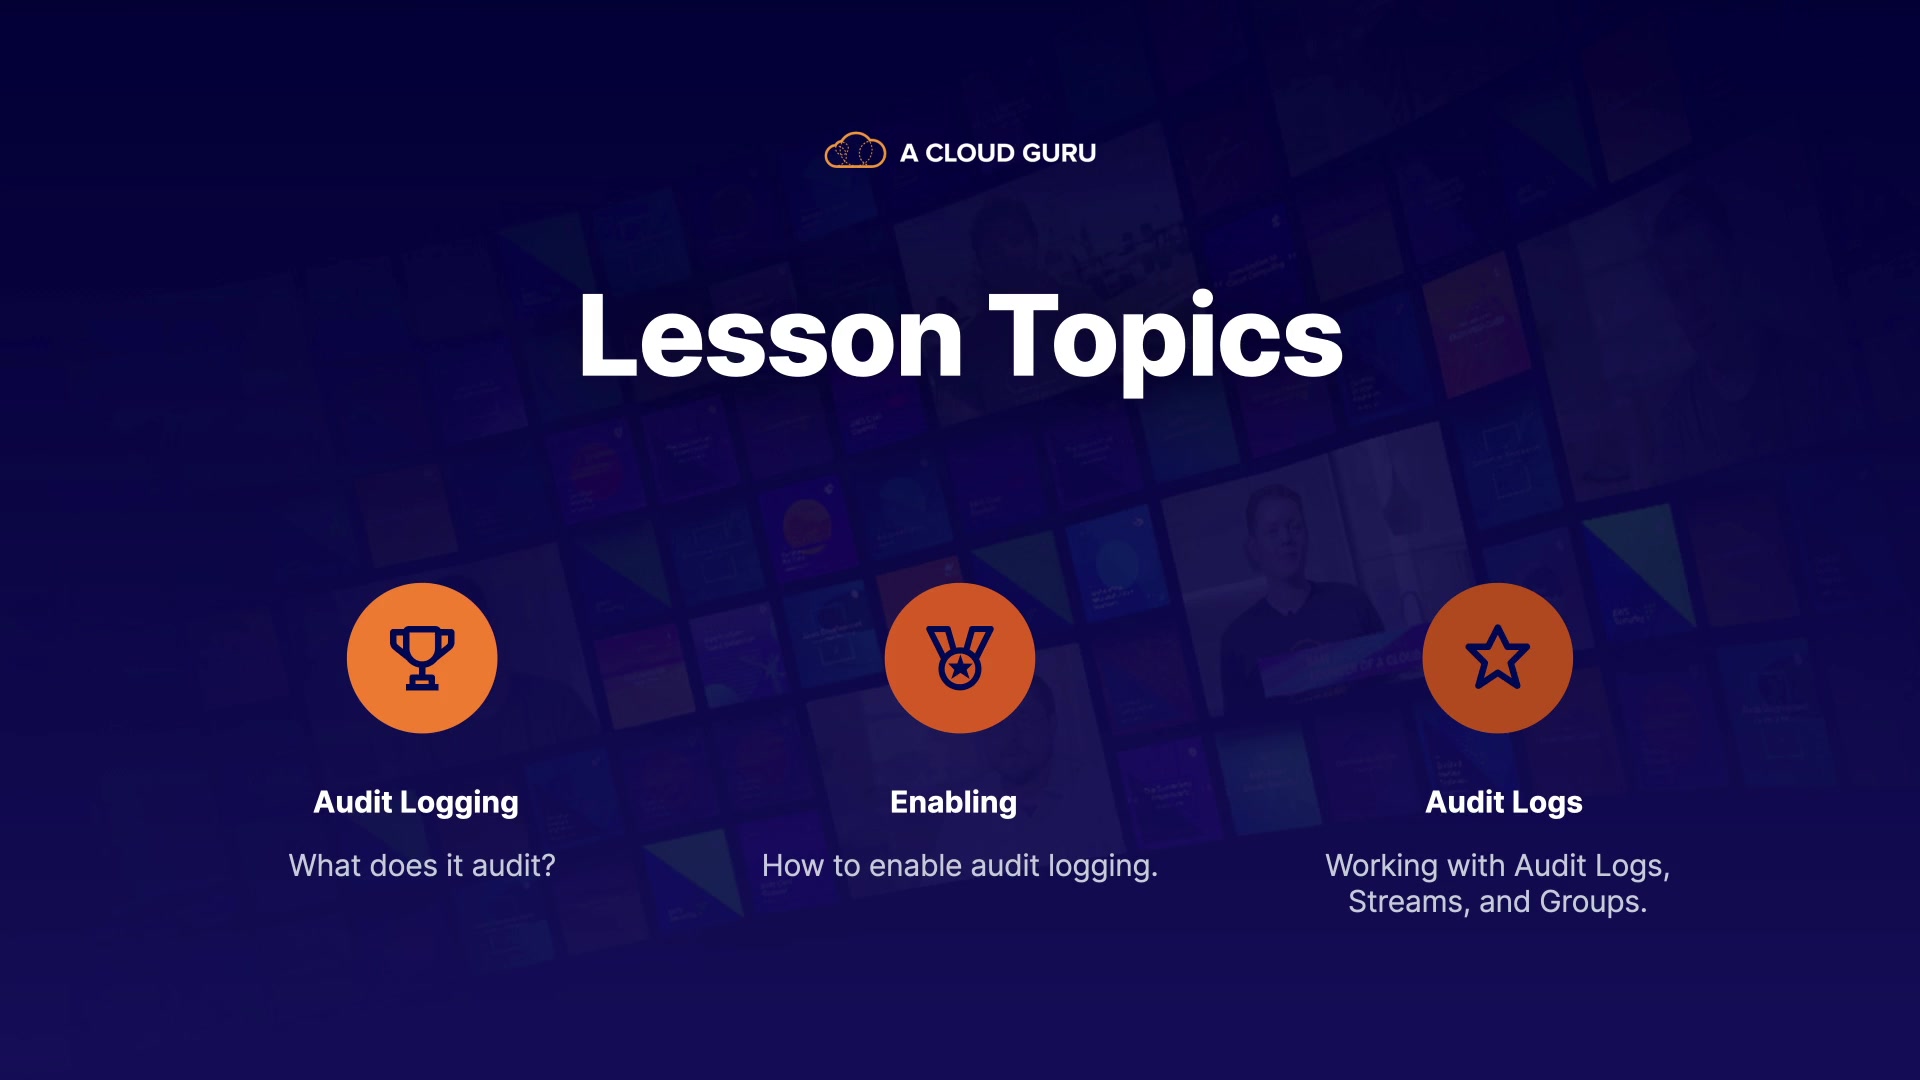 A CLOUD GURU
Lesson Topics
Audit Logging
What does it audit?
Enabling
How to enable audit logging.
Audit Logs
Working with Audit Logs,
Streams, and Groups.